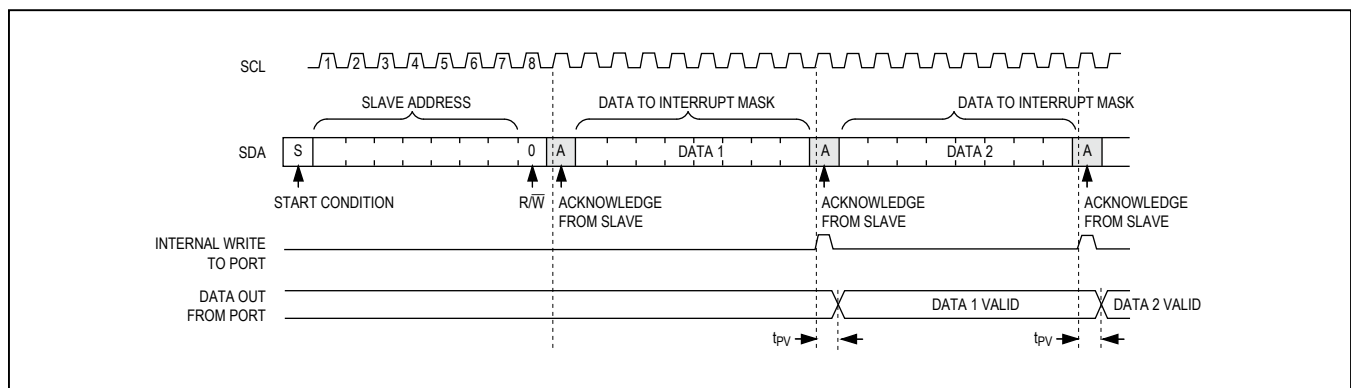 SCL
1 2 3 4 5 6 7 8
SLAVE ADDRESS DATA TO INTERRUPT MASK DATA TO INTERRUPT MASK
SDA S 0 A DATA 1 A DATA 2 A
START CONDITION R/W̅ ACKNOWLEDGE ACKNOWLEDGE ACKNOWLEDGE
FROM SLAVE FROM SLAVE FROM SLAVE
INTERNAL WRITE
TO PORT
DATA OUT
FROM PORT
DATA 1 VALID DATA 2 VALID
tPV tPV